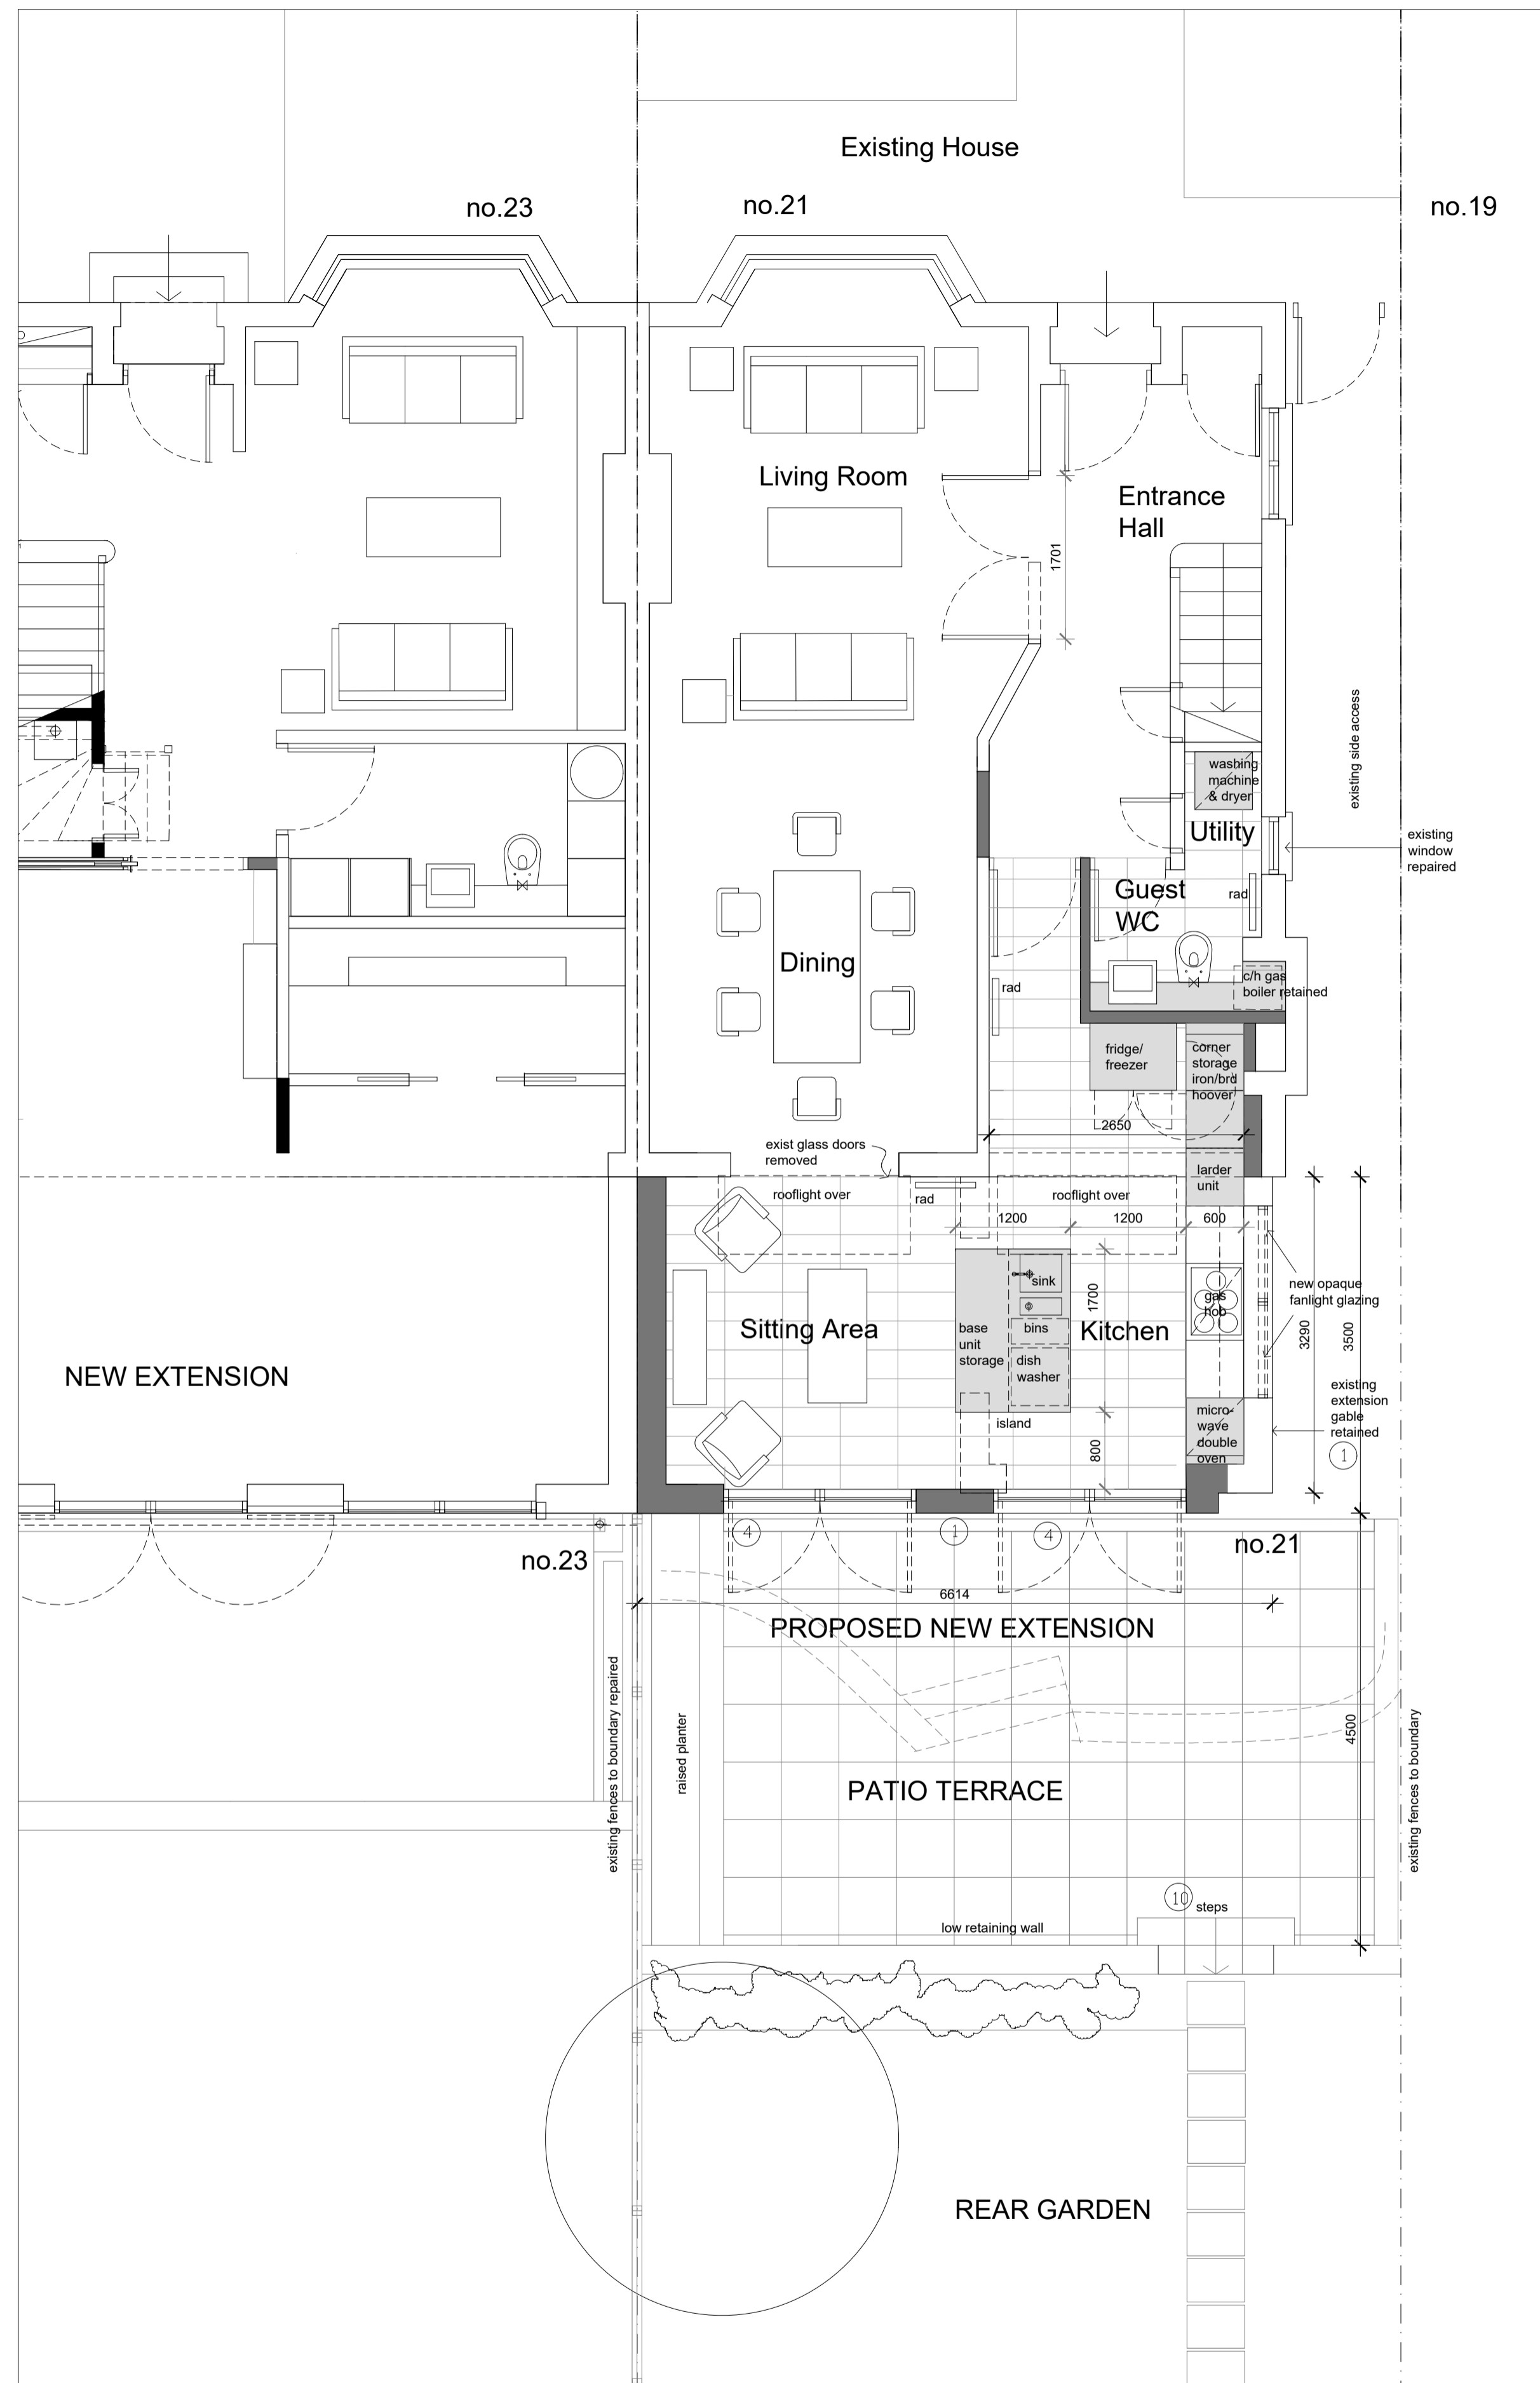 Existing House
no.23
no.21
no.19
Living Room
Entrance
Hall
1701
existing side access
washing
machine
& dryer
Utility
existing
window
repaired
Guest
WC
rad
Dining
rad
c/h gas
boiler retained
fridge/
freezer
corner
storage
iron/brd
hoover
2650
exist glass doors
removed
larder
unit
rooflight over
rad
rooflight over
1200
1200
600
sink
1700
gas
hob
new opaque
fanlight glazing
3290
3500
Sitting Area
base
unit
storage
bins
Kitchen
dish
washer
NEW EXTENSION
existing
extension
gable
retained
1
micro-
wave
double
oven
island
800
4
1
4
no.21
no.23
6614
PROPOSED NEW EXTENSION
existing fences to boundary repaired
raised planter
4500
existing fences to boundary
PATIO TERRACE
10
steps
low retaining wall
REAR GARDEN